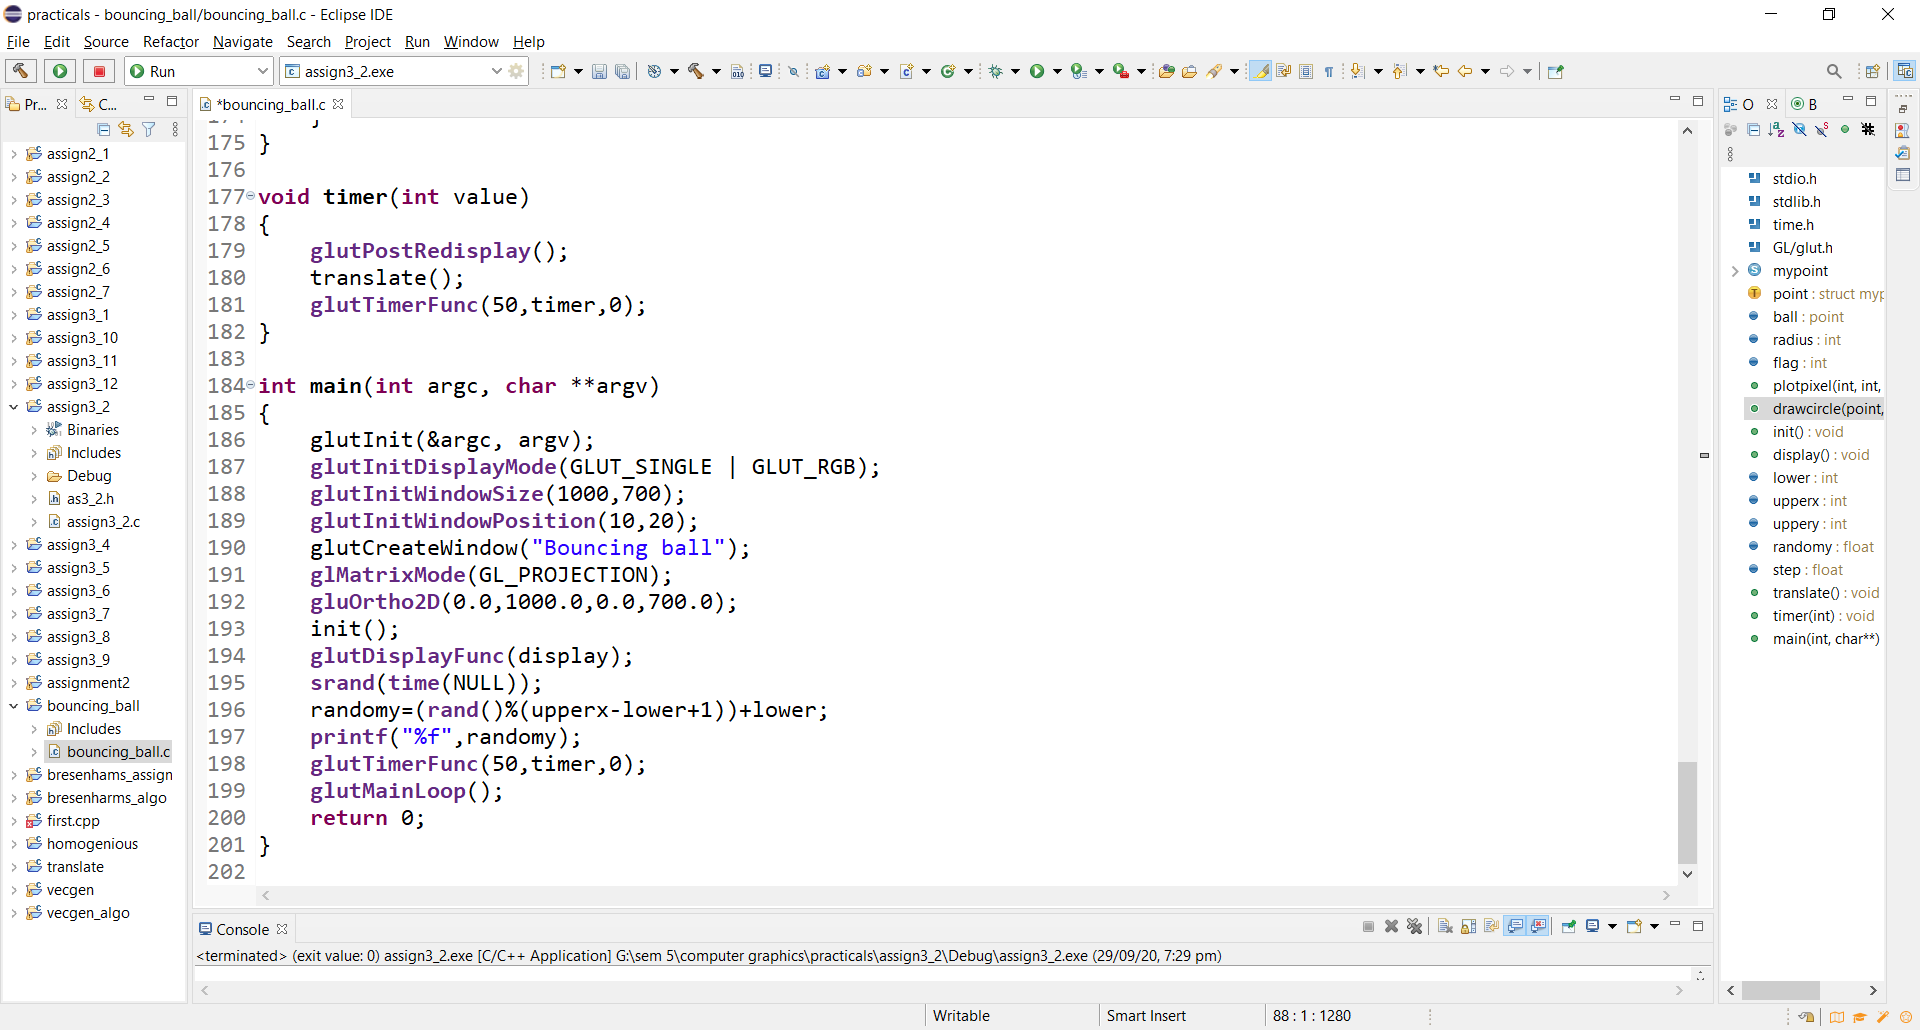 practicals - bouncing_ball/bouncing_ball.c - Eclipse IDE
File Edit Source Refactor Navigate Search Project Run Window Help
Run
assign3_2.exe
Pr...
C...
assign2_1
assign2_2
assign2_3
assign2_4
assign2_5
assign2_6
assign2_7
assign3_1
assign3_10
assign3_11
assign3_12
assign3_2
Binaries
Includes
Debug
as3_2.h
assign3_2.c
assign3_4
assign3_5
assign3_6
assign3_7
assign3_8
assign3_9
assignment2
bouncing_ball
Includes
bouncing_ball.c
bresenhams_assign
bresenharms_algo
first.cpp
homogenious
translate
vecgen
vecgen_algo
*bouncing_ball.c
175 }
176
177 void timer(int value)
178 {
179 glutPostRedisplay();
180 translate();
181 glutTimerFunc(50,timer,0);
182 }
183
184 int main(int argc, char **argv)
185 {
186 glutInit(&argc, argv);
187 glutInitDisplayMode(GLUT_SINGLE | GLUT_RGB);
188 glutInitWindowSize(1000,700);
189 glutInitWindowPosition(10,20);
190 glutCreateWindow("Bouncing ball");
191 glMatrixMode(GL_PROJECTION);
192 gluOrtho2D(0.0,1000.0,0.0,700.0);
193 init();
194 glutDisplayFunc(display);
195 srand(time(NULL));
196 randomy=(rand()%(upperx-lower+1))+lower;
197 printf("%f",randomy);
198 glutTimerFunc(50,timer,0);
199 glutMainLoop();
200 return 0;
201 }
202
O
B
stdio.h
stdlib.h
time.h
GL/glut.h
mypoint
point : struct myp
ball : point
radius : int
flag : int
plotpixel(int, int,
drawcircle(point,
init() : void
display() : void
lower : int
upperx : int
uppery : int
randomy : float
step : float
translate() : void
timer(int) : void
main(int, char**)
Console
<terminated> (exit value: 0) assign3_2.exe [C/C++ Application] G:\sem 5\computer graphics\practicals\assign3_2\Debug\assign3_2.exe (29/09/20, 7:29 pm)
Writable
Smart Insert
88 : 1 : 1280